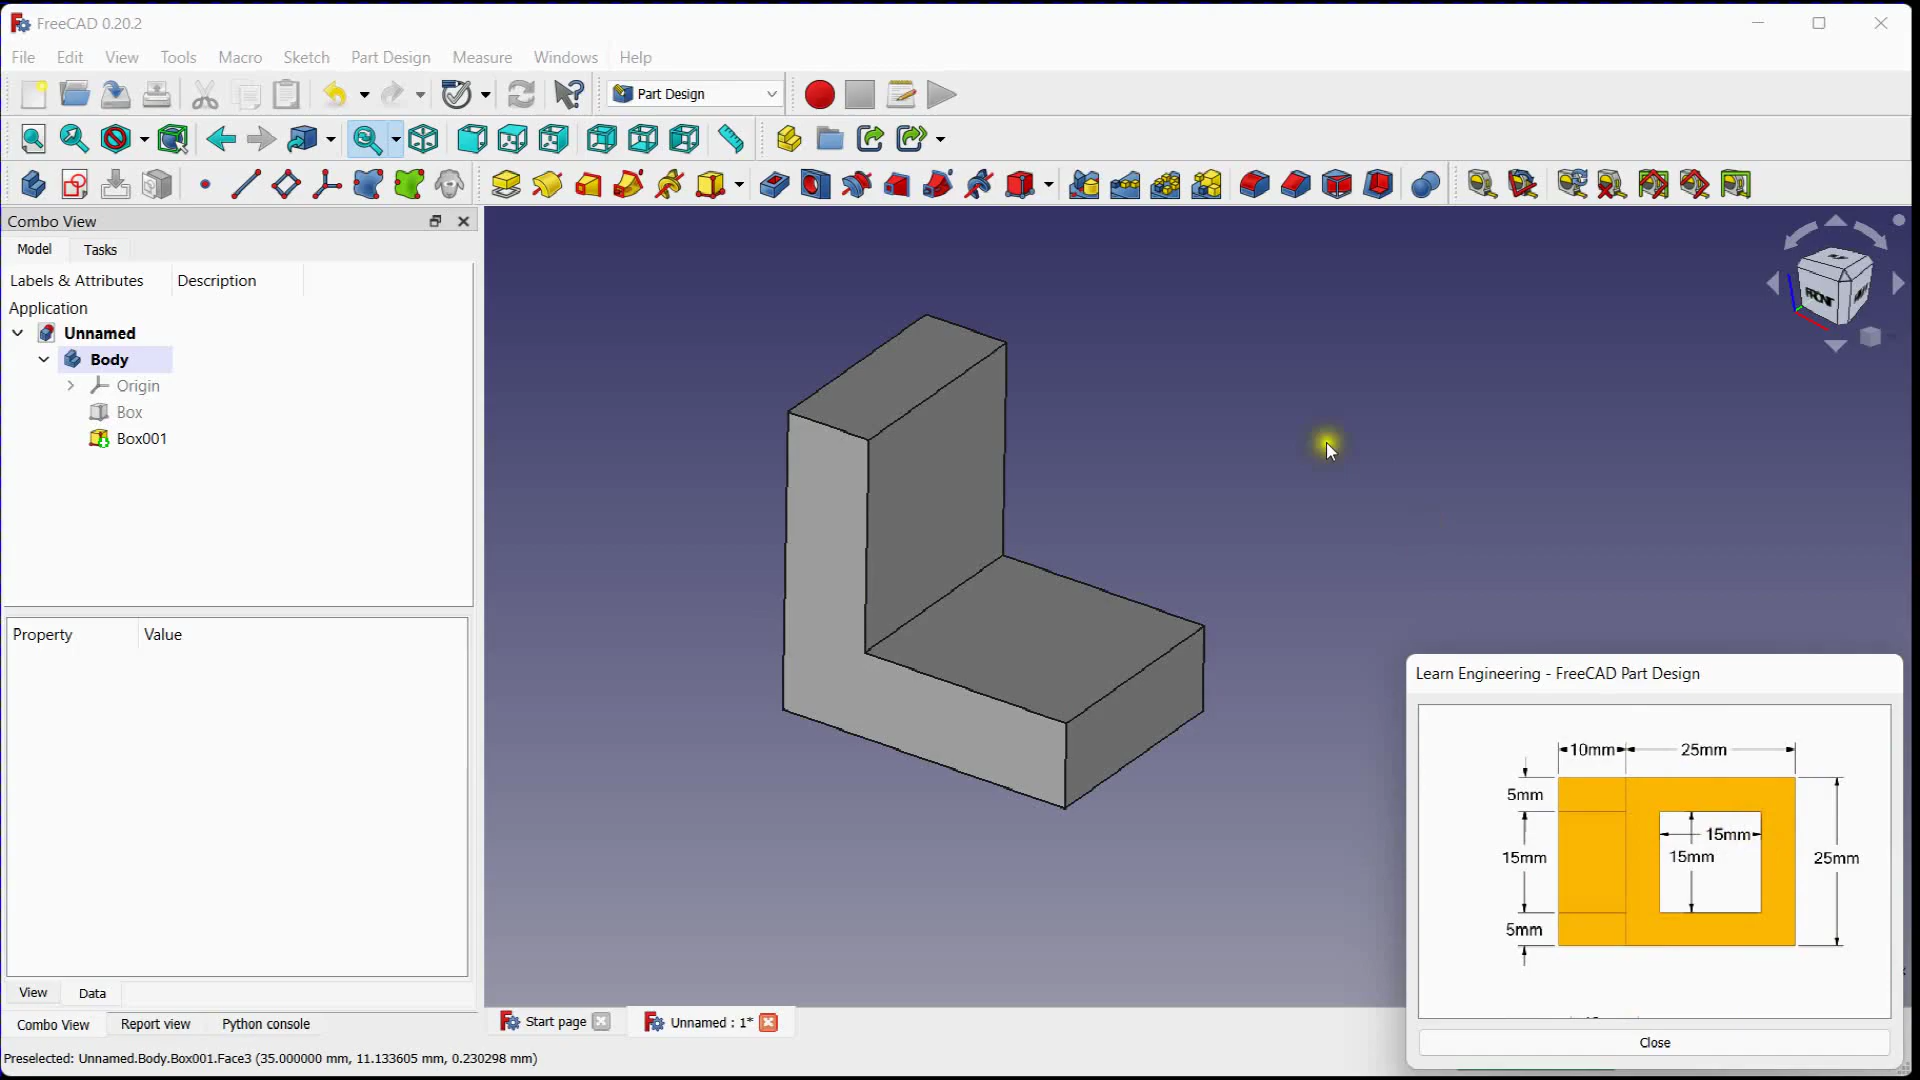 FreeCAD 0.20.2
File Edit View Tools Macro Sketch Part Design Measure Windows Help
Part Design
Combo View
Model Tasks
Labels & Attributes Description
Application
Unnamed
Body
Origin
Box
Box001
FRONT
Property Value
View Data
Combo View Report view Python console
Start page
Unnamed : 1*
Preselected: Unnamed.Body.Box001.Face3 (35.000000 mm, 11.133605 mm, 0.230298 mm)
Learn Engineering - FreeCAD Part Design
10mm 25mm
5mm
15mm
15mm 15mm 25mm
5mm
Close